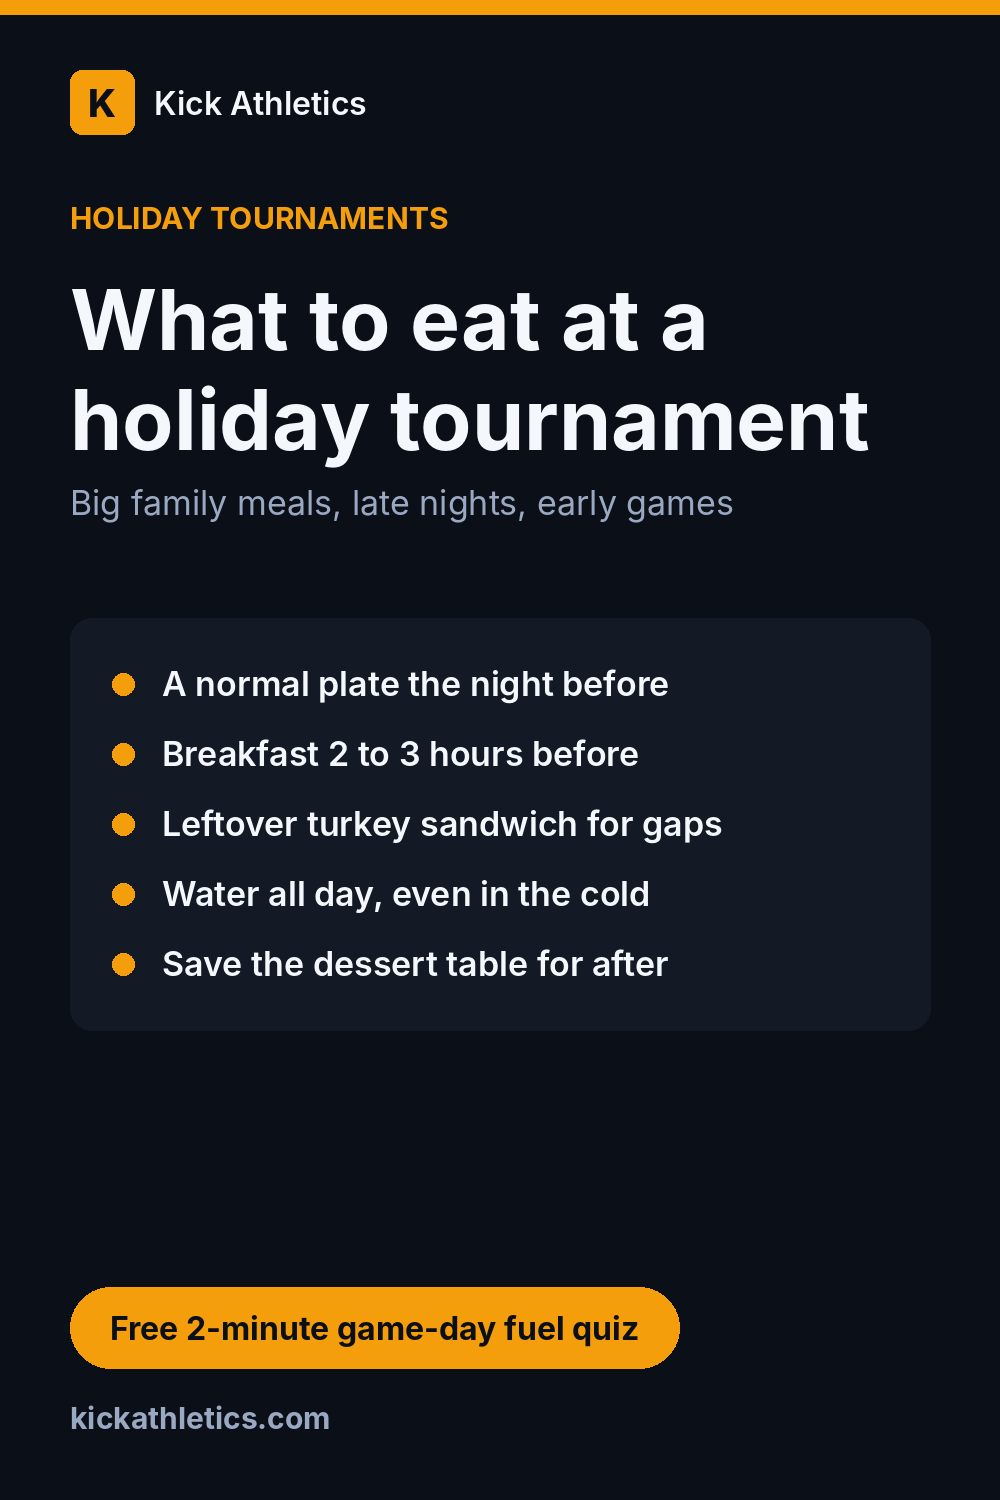 K
Kick Athletics
HOLIDAY TOURNAMENTS
What to eat at a
holiday tournament
Big family meals, late nights, early games
A normal plate the night before
Breakfast 2 to 3 hours before
Leftover turkey sandwich for gaps
Water all day, even in the cold
Save the dessert table for after
Free 2-minute game-day fuel quiz
kickathletics.com